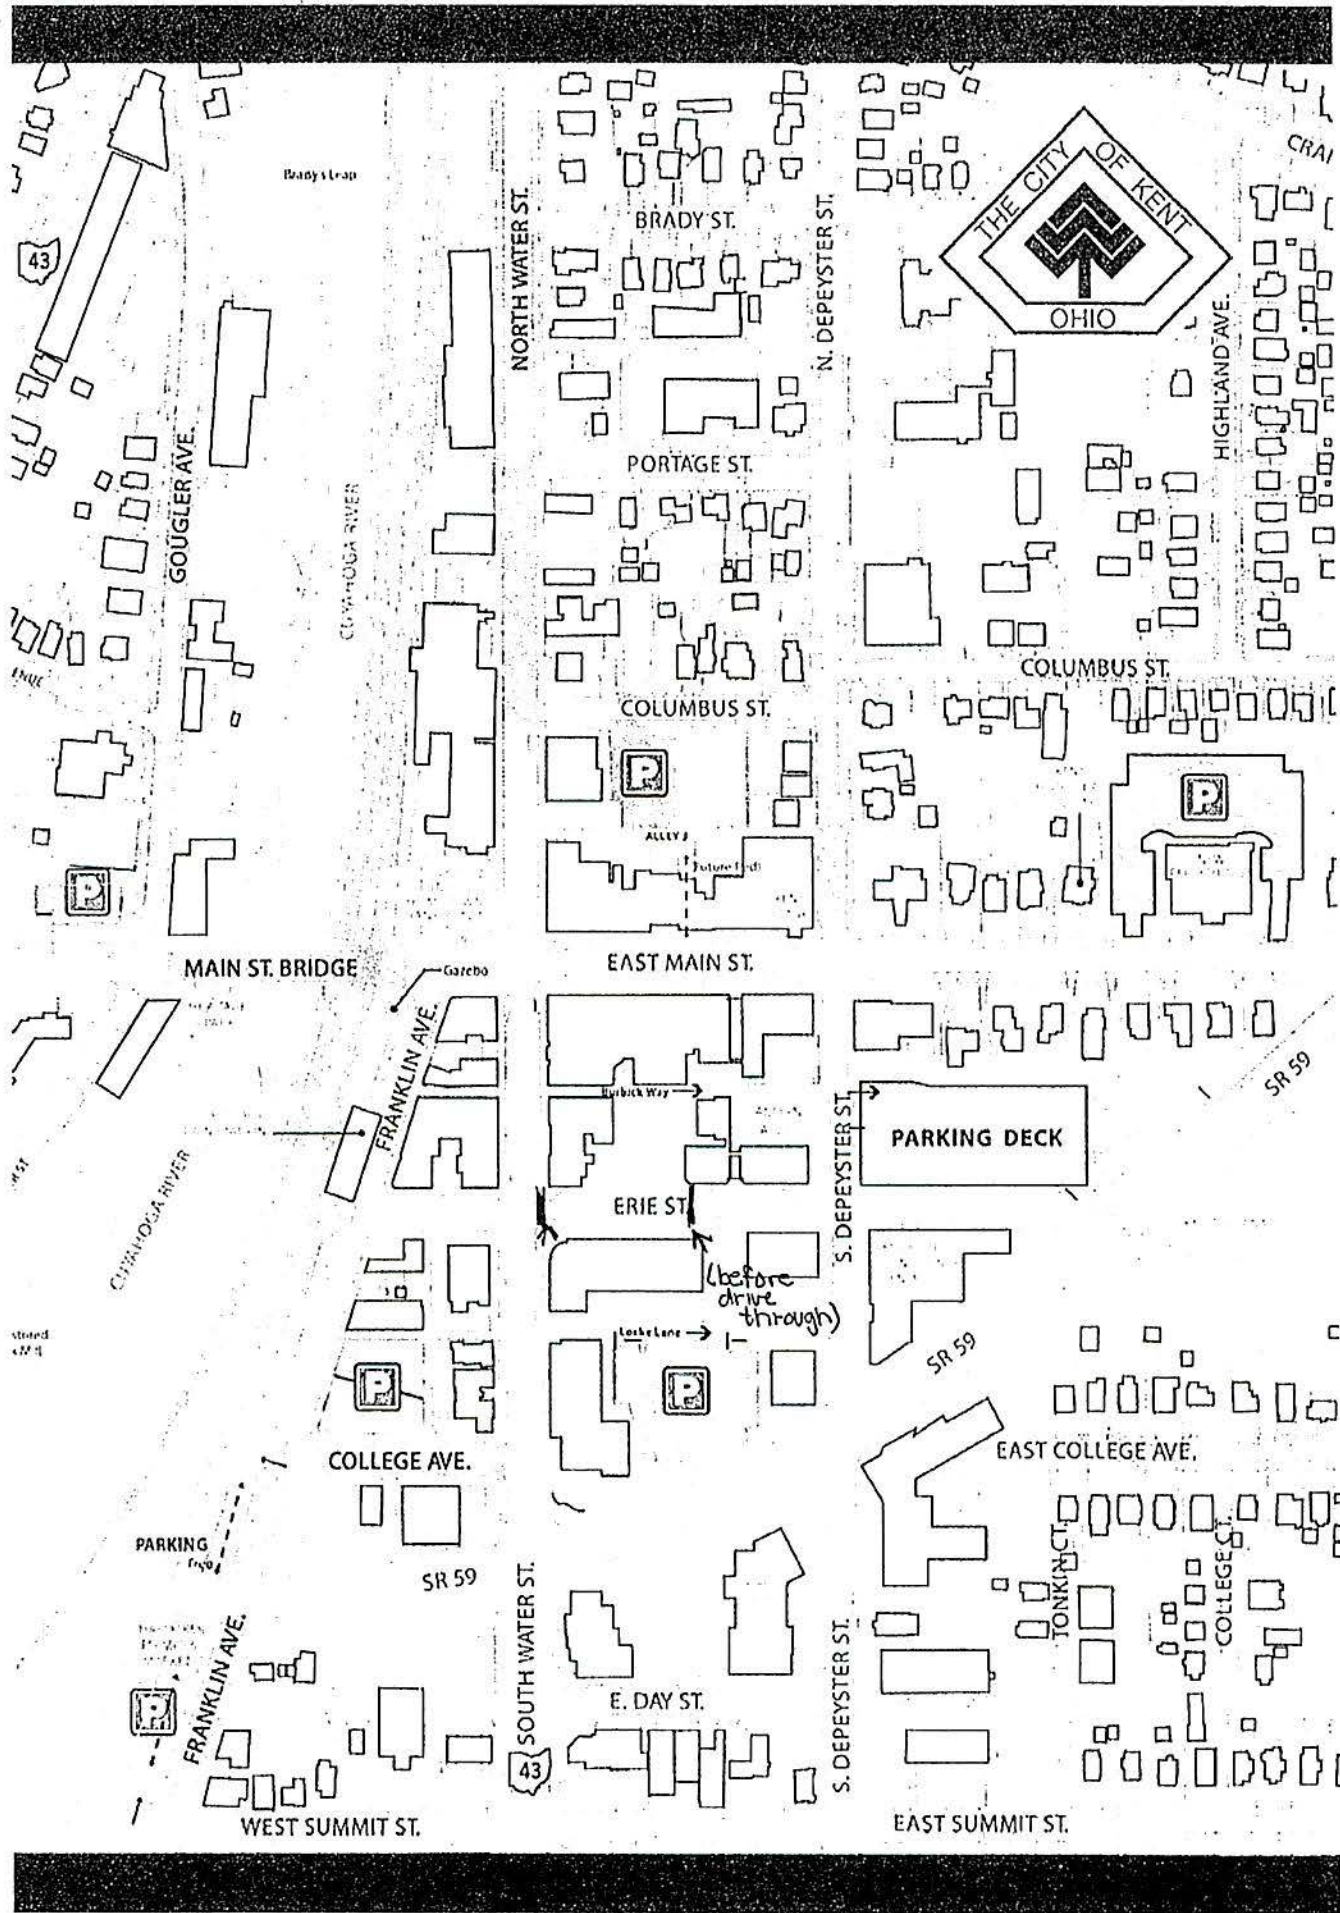 Brady's Leap
THE CITY OF KENT
OHIO
CRAI
43
NORTH WATER ST.
BRADY ST.
N. DEPEYSTER ST.
HIGHLAND AVE.
GOUGLER AVE.
CUYAHOGA RIVER
PORTAGE ST.
COLUMBUS ST.
COLUMBUS ST.
P
P
ALLEY 3
P
MAIN ST. BRIDGE
Gazebo
EAST MAIN ST.
FRANKLIN AVE.
SR 59
Burbick Way
S. DEPEYSTER ST.
PARKING DECK
CUYAHOGA RIVER
ERIE ST.
(before
drive
through)
Locke Lane
SR 59
P
P
COLLEGE AVE.
EAST COLLEGE AVE.
PARKING
SR 59
SOUTH WATER ST.
S. DEPEYSTER ST.
TONKIN CT.
COLLEGE CT.
FRANKLIN AVE.
P
E. DAY ST.
43
WEST SUMMIT ST.
EAST SUMMIT ST.